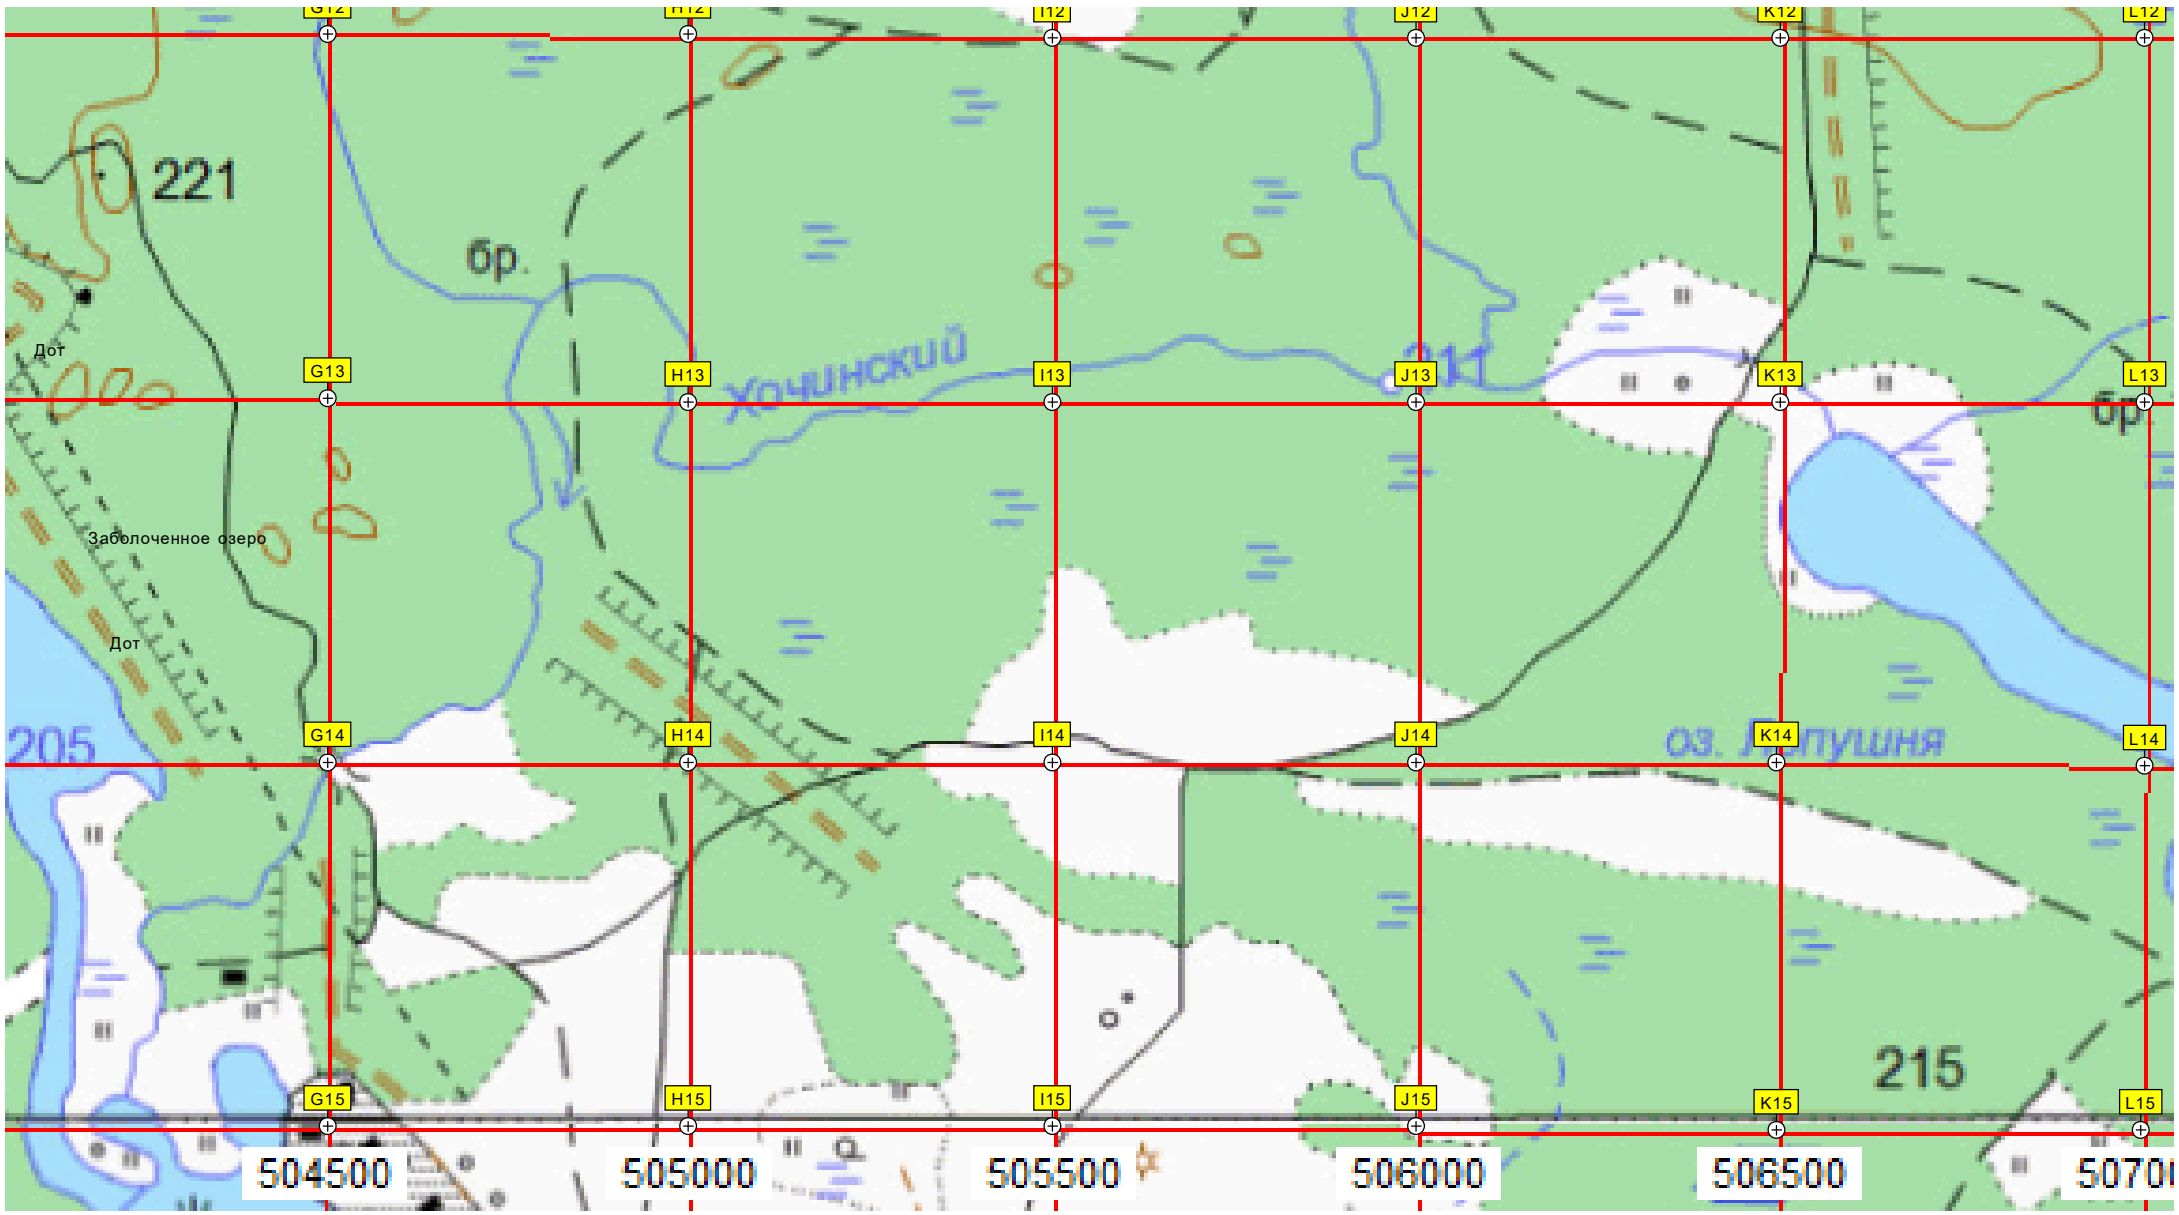 G12 H12 I12 J12 K12 L12
221
бр.
Дот
G13 H13 Хочинский I13 J13 211 K13 L13
бр.
Заболоченное озеро
Дот
205 G14 H14 I14 J14 оз. Лапушня K14 L14
215
G15 H15 I15 J15 K15 L15
504500 505000 505500 506000 506500